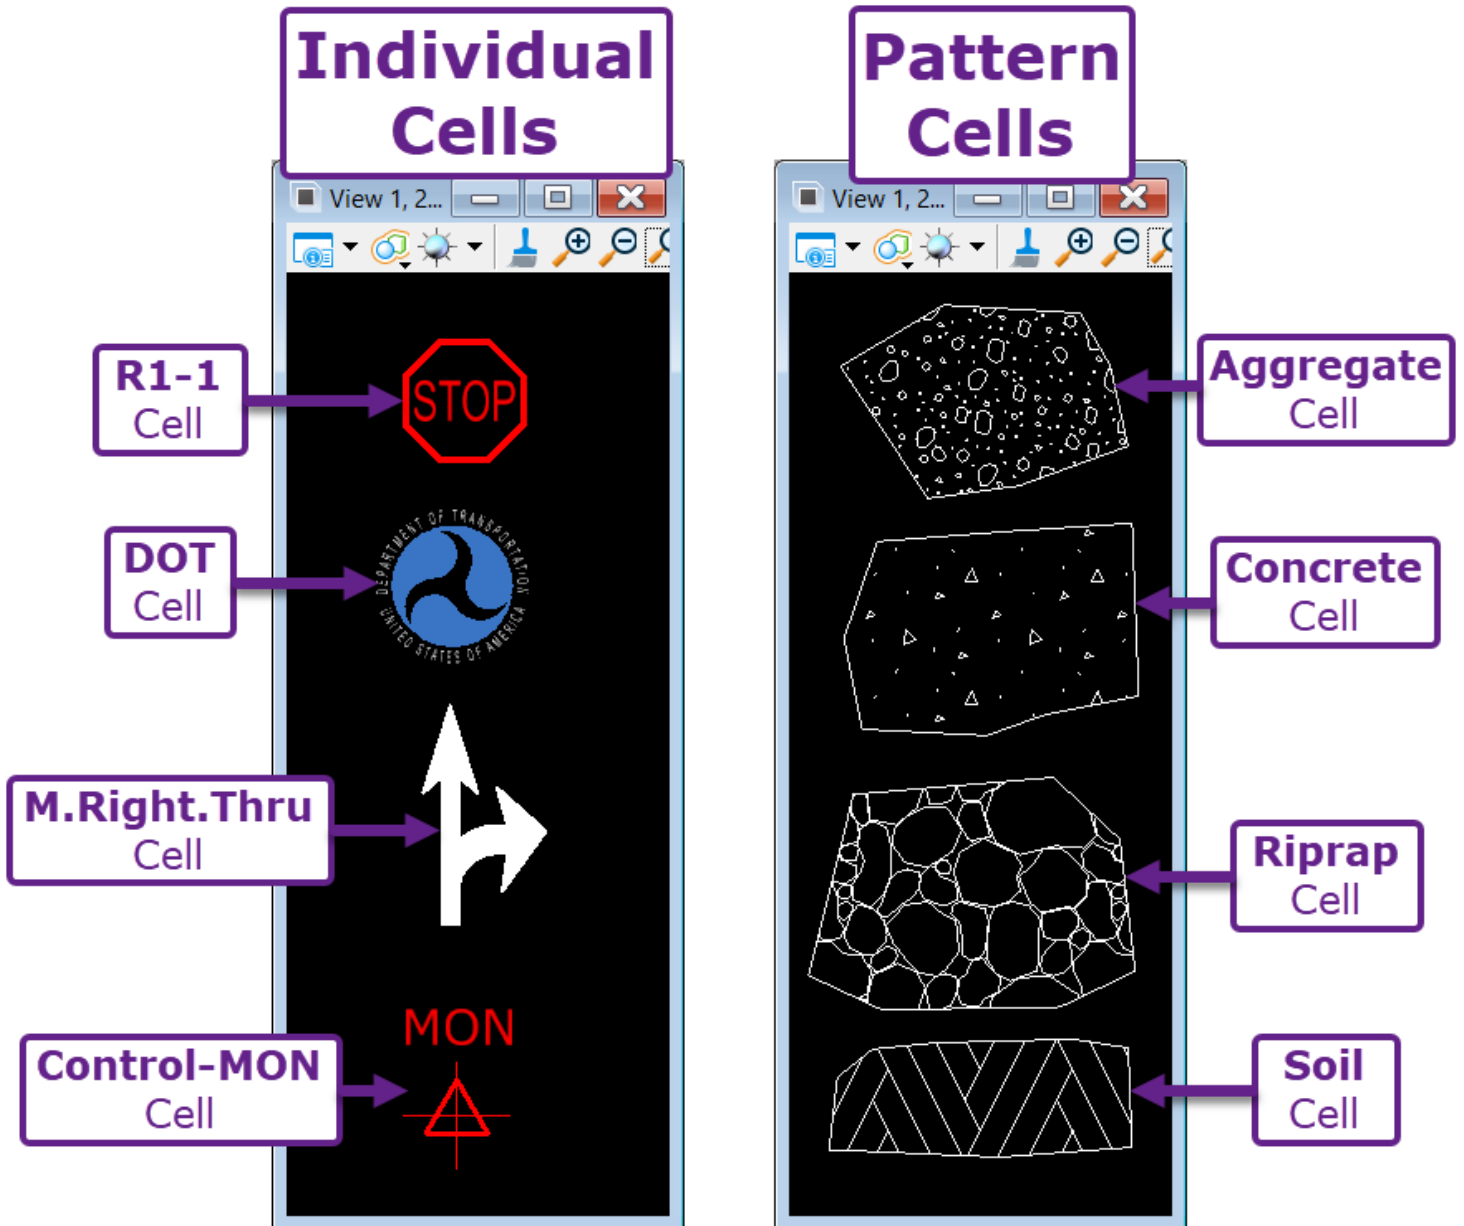 Individual
Cells
Pattern
Cells
View 1, 2...
View 1, 2...
R1-1
Cell
STOP
DOT
Cell
DEPARTMENT OF TRANSPORTATION
UNITED STATES OF AMERICA
M.Right.Thru
Cell
MON
Control-MON
Cell
Aggregate
Cell
Concrete
Cell
Riprap
Cell
Soil
Cell